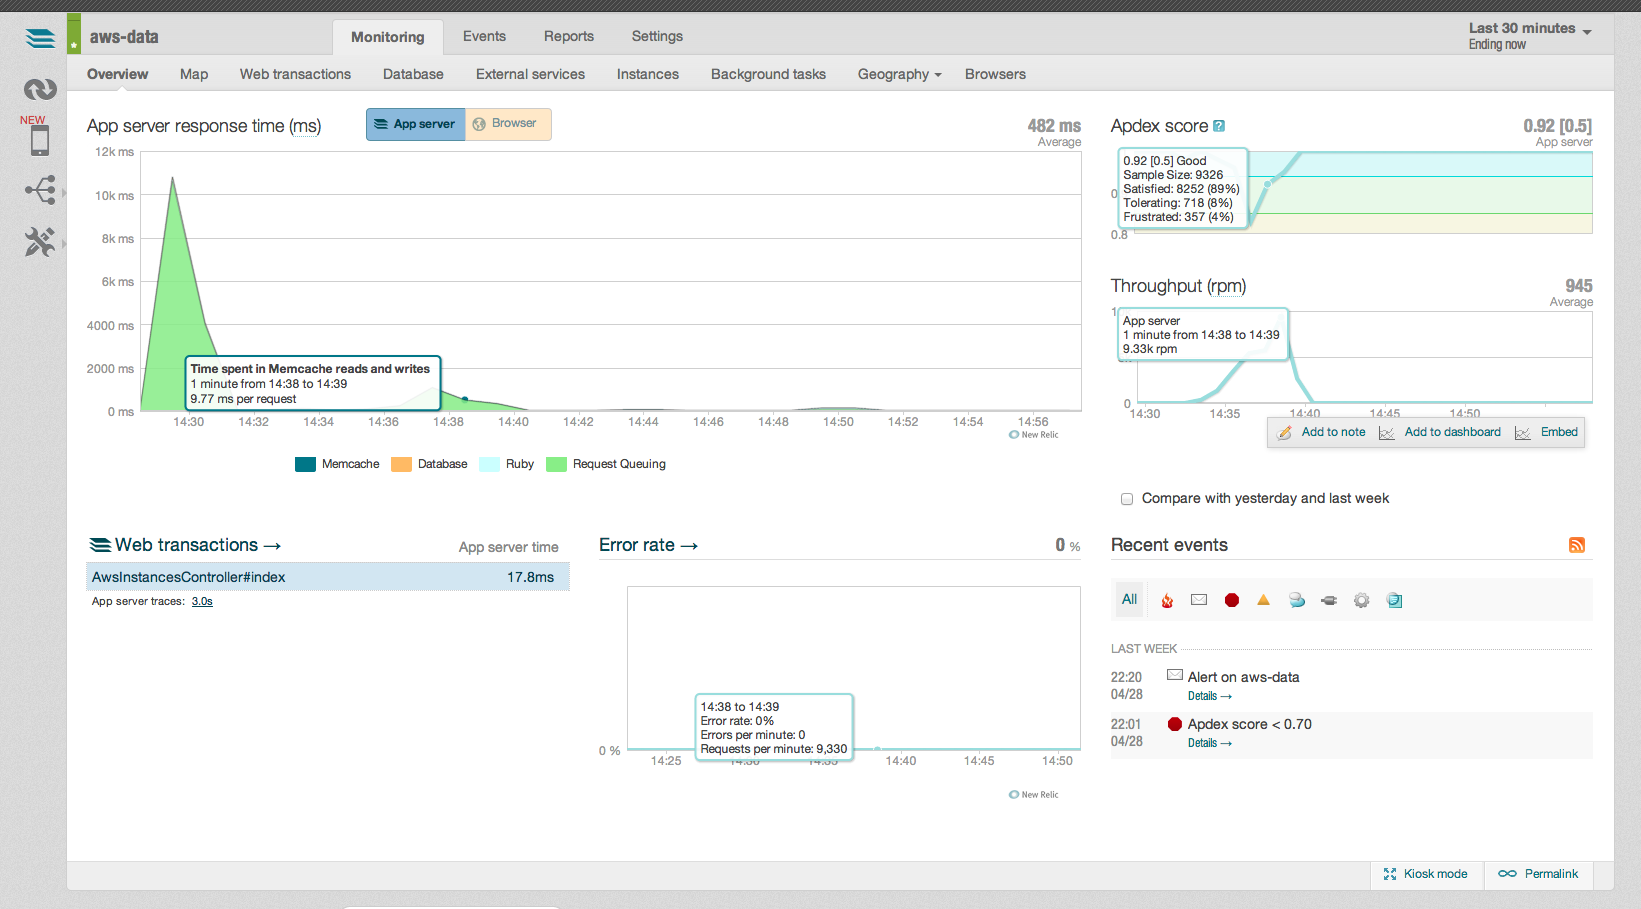 aws-data
Monitoring
Events
Reports
Settings
Last 30 minutes
Ending now
Overview
Map
Web transactions
Database
External services
Instances
Background tasks
Geography
Browsers
NEW
App server response time (ms)
App server
Browser
482 ms
Average
12k ms
10k ms
8k ms
6k ms
4000 ms
2000 ms
0 ms
Time spent in Memcache reads and writes
1 minute from 14:38 to 14:39
9.77 ms per request
14:30
14:32
14:34
14:36
14:38
14:40
14:42
14:44
14:46
14:48
14:50
14:52
14:54
14:56
New Relic
Memcache
Database
Ruby
Request Queuing
Apdex score ?
0.92 [0.5]
App server
0.92 [0.5] Good
Sample Size: 9326
Satisfied: 8252 (89%)
Tolerating: 718 (8%)
Frustrated: 357 (4%)
0.8
Throughput (rpm)
945
Average
App server
1 minute from 14:38 to 14:39
9.33k rpm
0
14:30
14:35
14:40
14:45
14:50
Add to note
Add to dashboard
Embed
Compare with yesterday and last week
Web transactions →
App server time
AwsInstancesController#index
17.8ms
App server traces: 3.0s
Error rate →
0 %
14:38 to 14:39
Error rate: 0%
Errors per minute: 0
Requests per minute: 9,330
0 %
14:25
14:30
14:35
14:40
14:45
14:50
New Relic
Recent events
All
LAST WEEK
22:20
04/28
Alert on aws-data
Details →
22:01
04/28
Apdex score < 0.70
Details →
Kiosk mode
Permalink